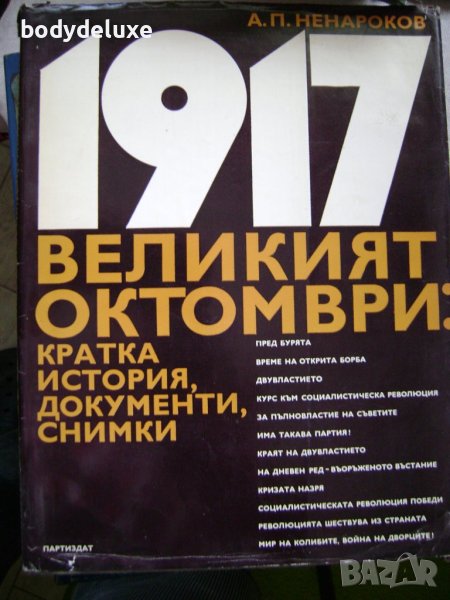 bodydeluxe
А.П. НЕНАРОКОВ
1917
ВЕЛИКИЯТ
ОКТОМВРИ:
КРАТКА
ИСТОРИЯ,
ДОКУМЕНТИ,
СНИМКИ
ПРЕД БУРЯТА
ВРЕМЕ НА ОТКРИТА БОРБА
ДВУВЛАСТИЕТО
КУРС КЪМ СОЦИАЛИСТИЧЕСКА РЕВОЛЮЦИЯ
ЗА ПЪЛНОВЛАСТИЕ НА СЪВЕТИТЕ
ИМА ТАКАВА ПАРТИЯ!
КРАЯТ НА ДВУВЛАСТИЕТО
НА ДНЕВЕН РЕД – ВЪОРЪЖЕНОТО ВЪСТАНИЕ
КРИЗАТА НАЗРЯ
СОЦИАЛИСТИЧЕСКАТА РЕВОЛЮЦИЯ ПОБЕДИ
РЕВОЛЮЦИЯТА ШЕСТВУВА ИЗ СТРАНАТА
МИР НА КОЛИБИТЕ, ВОЙНА НА ДВОРЦИТЕ!
ПАРТИЗДАТ
BAZAR